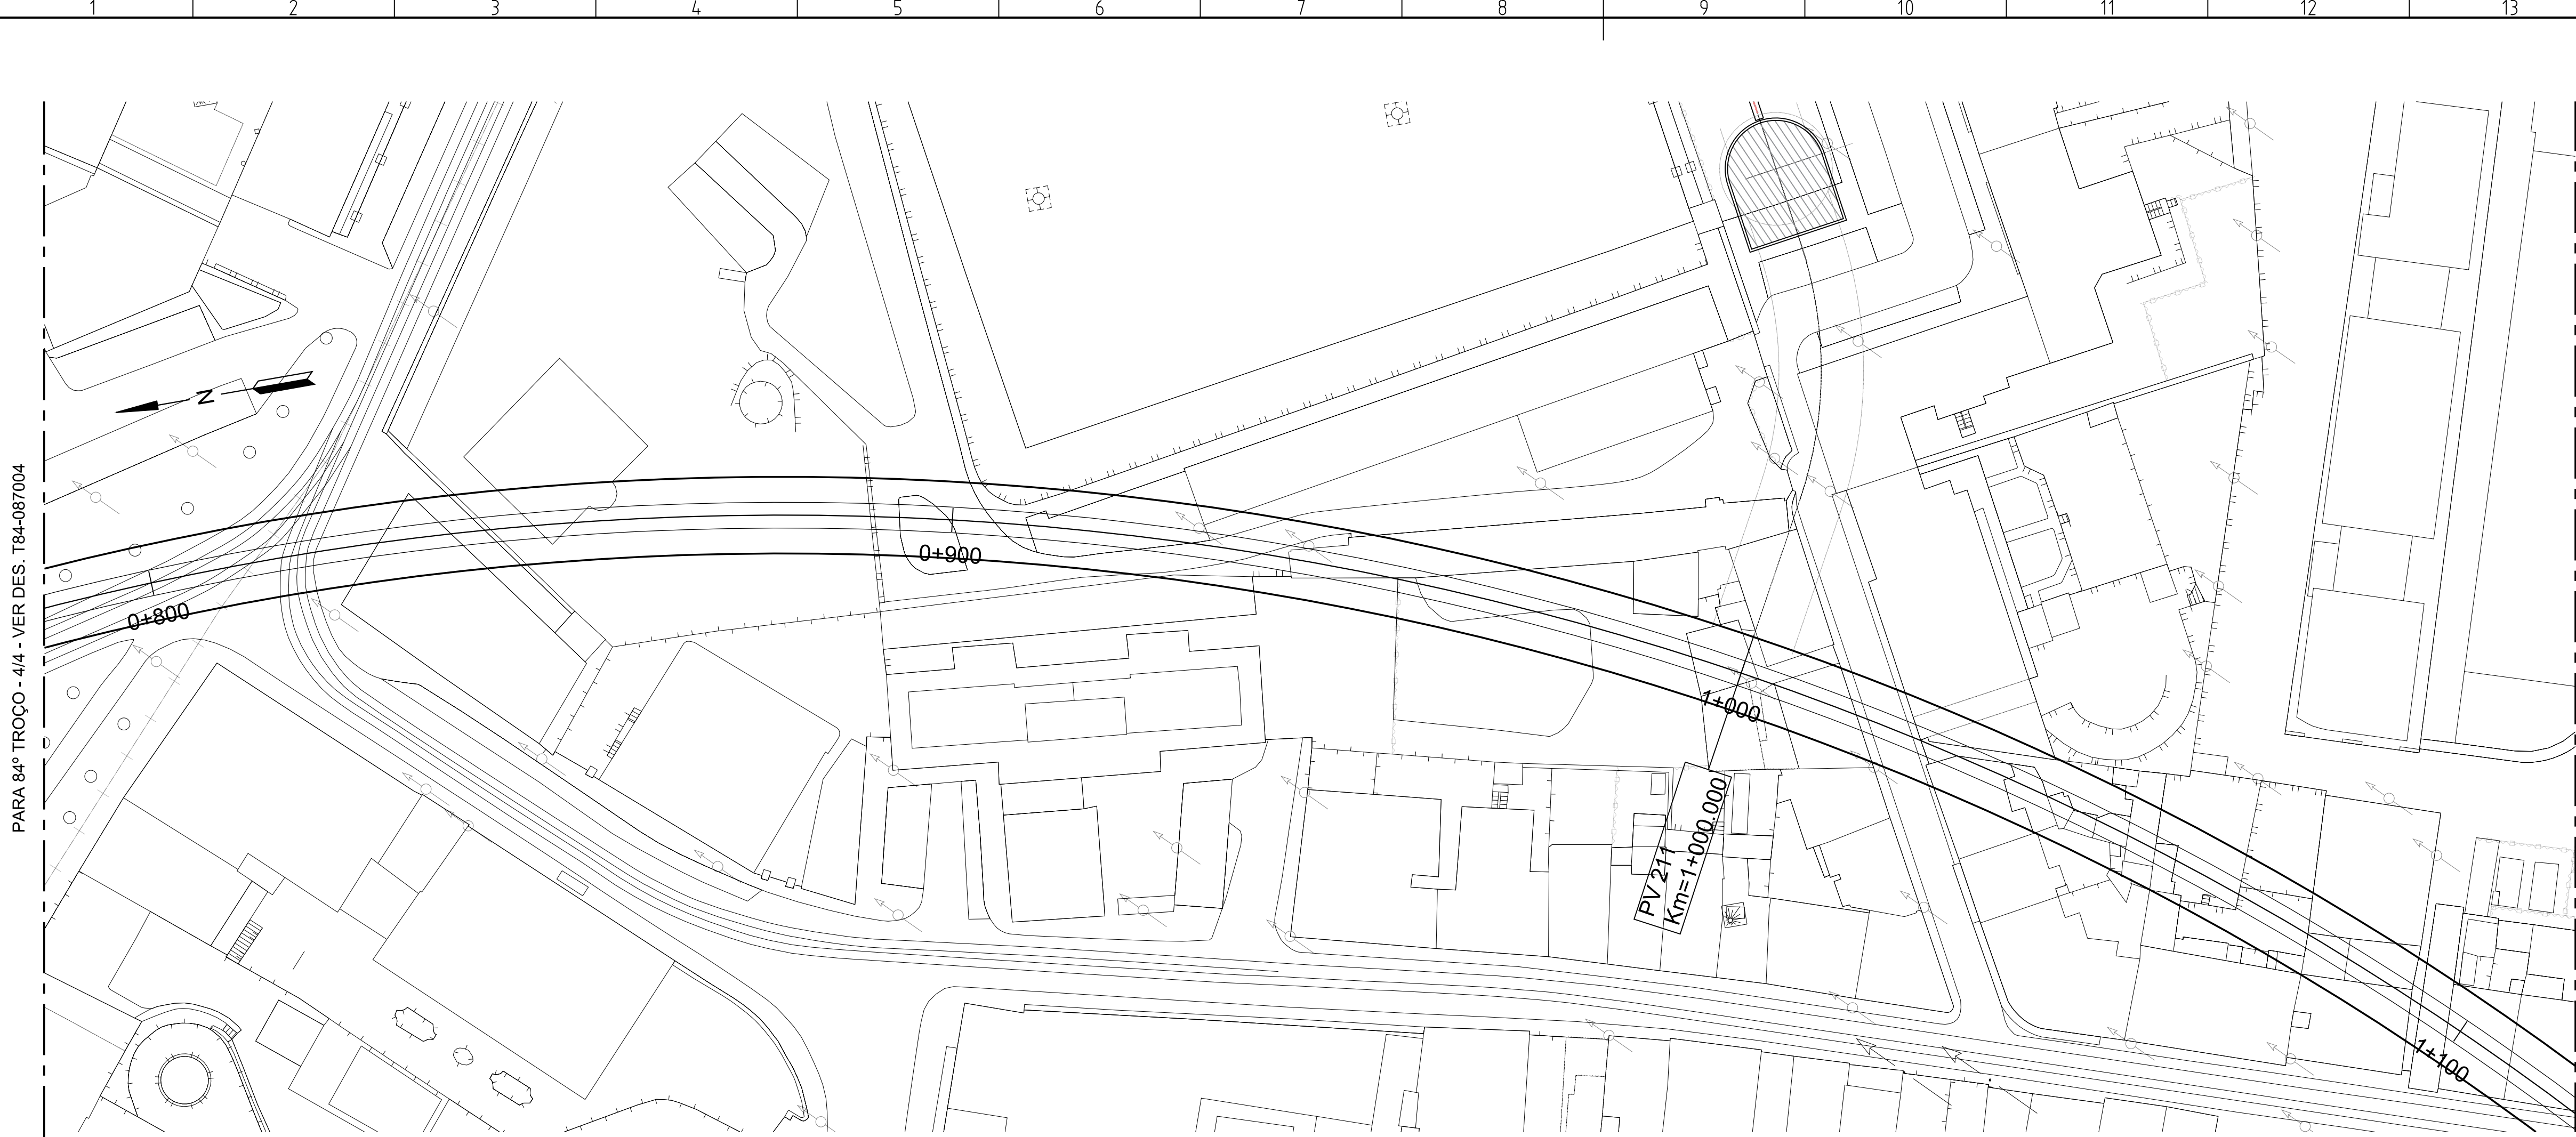 1 2 3 4 5 6 7 8 9 10 11 12 13
PARA 84º TROÇO - 4/4 - VER DES. T84-087004
N
0+800
0+900
1+000
PV 211
Km=1+000.000
1+100